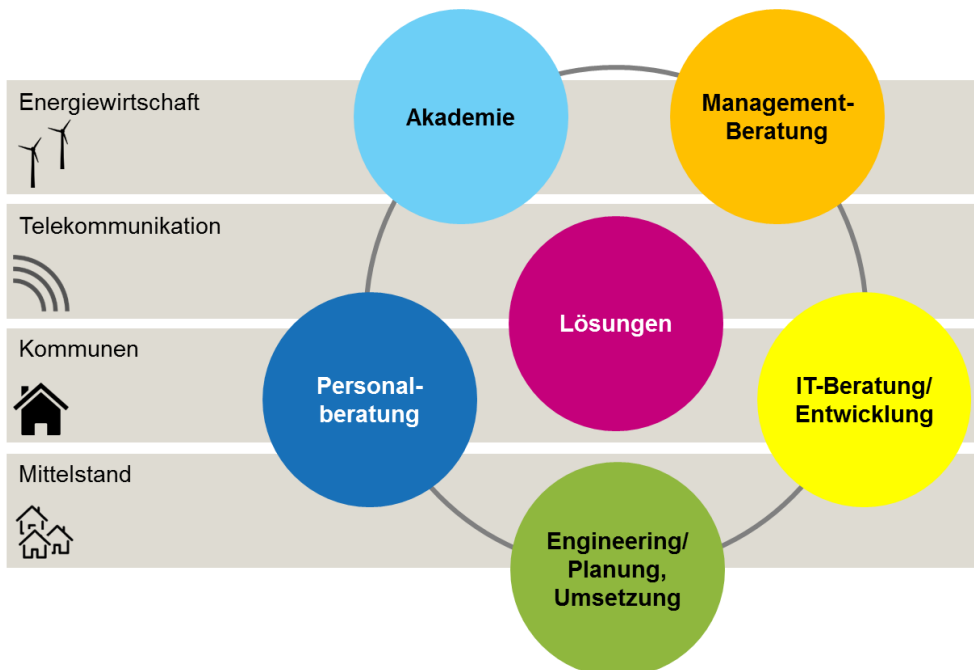 Energiewirtschaft
Telekommunikation
Kommunen
Mittelstand
Akademie
Management-
Beratung
Lösungen
Personal-
beratung
IT-Beratung/
Entwicklung
Engineering/
Planung,
Umsetzung